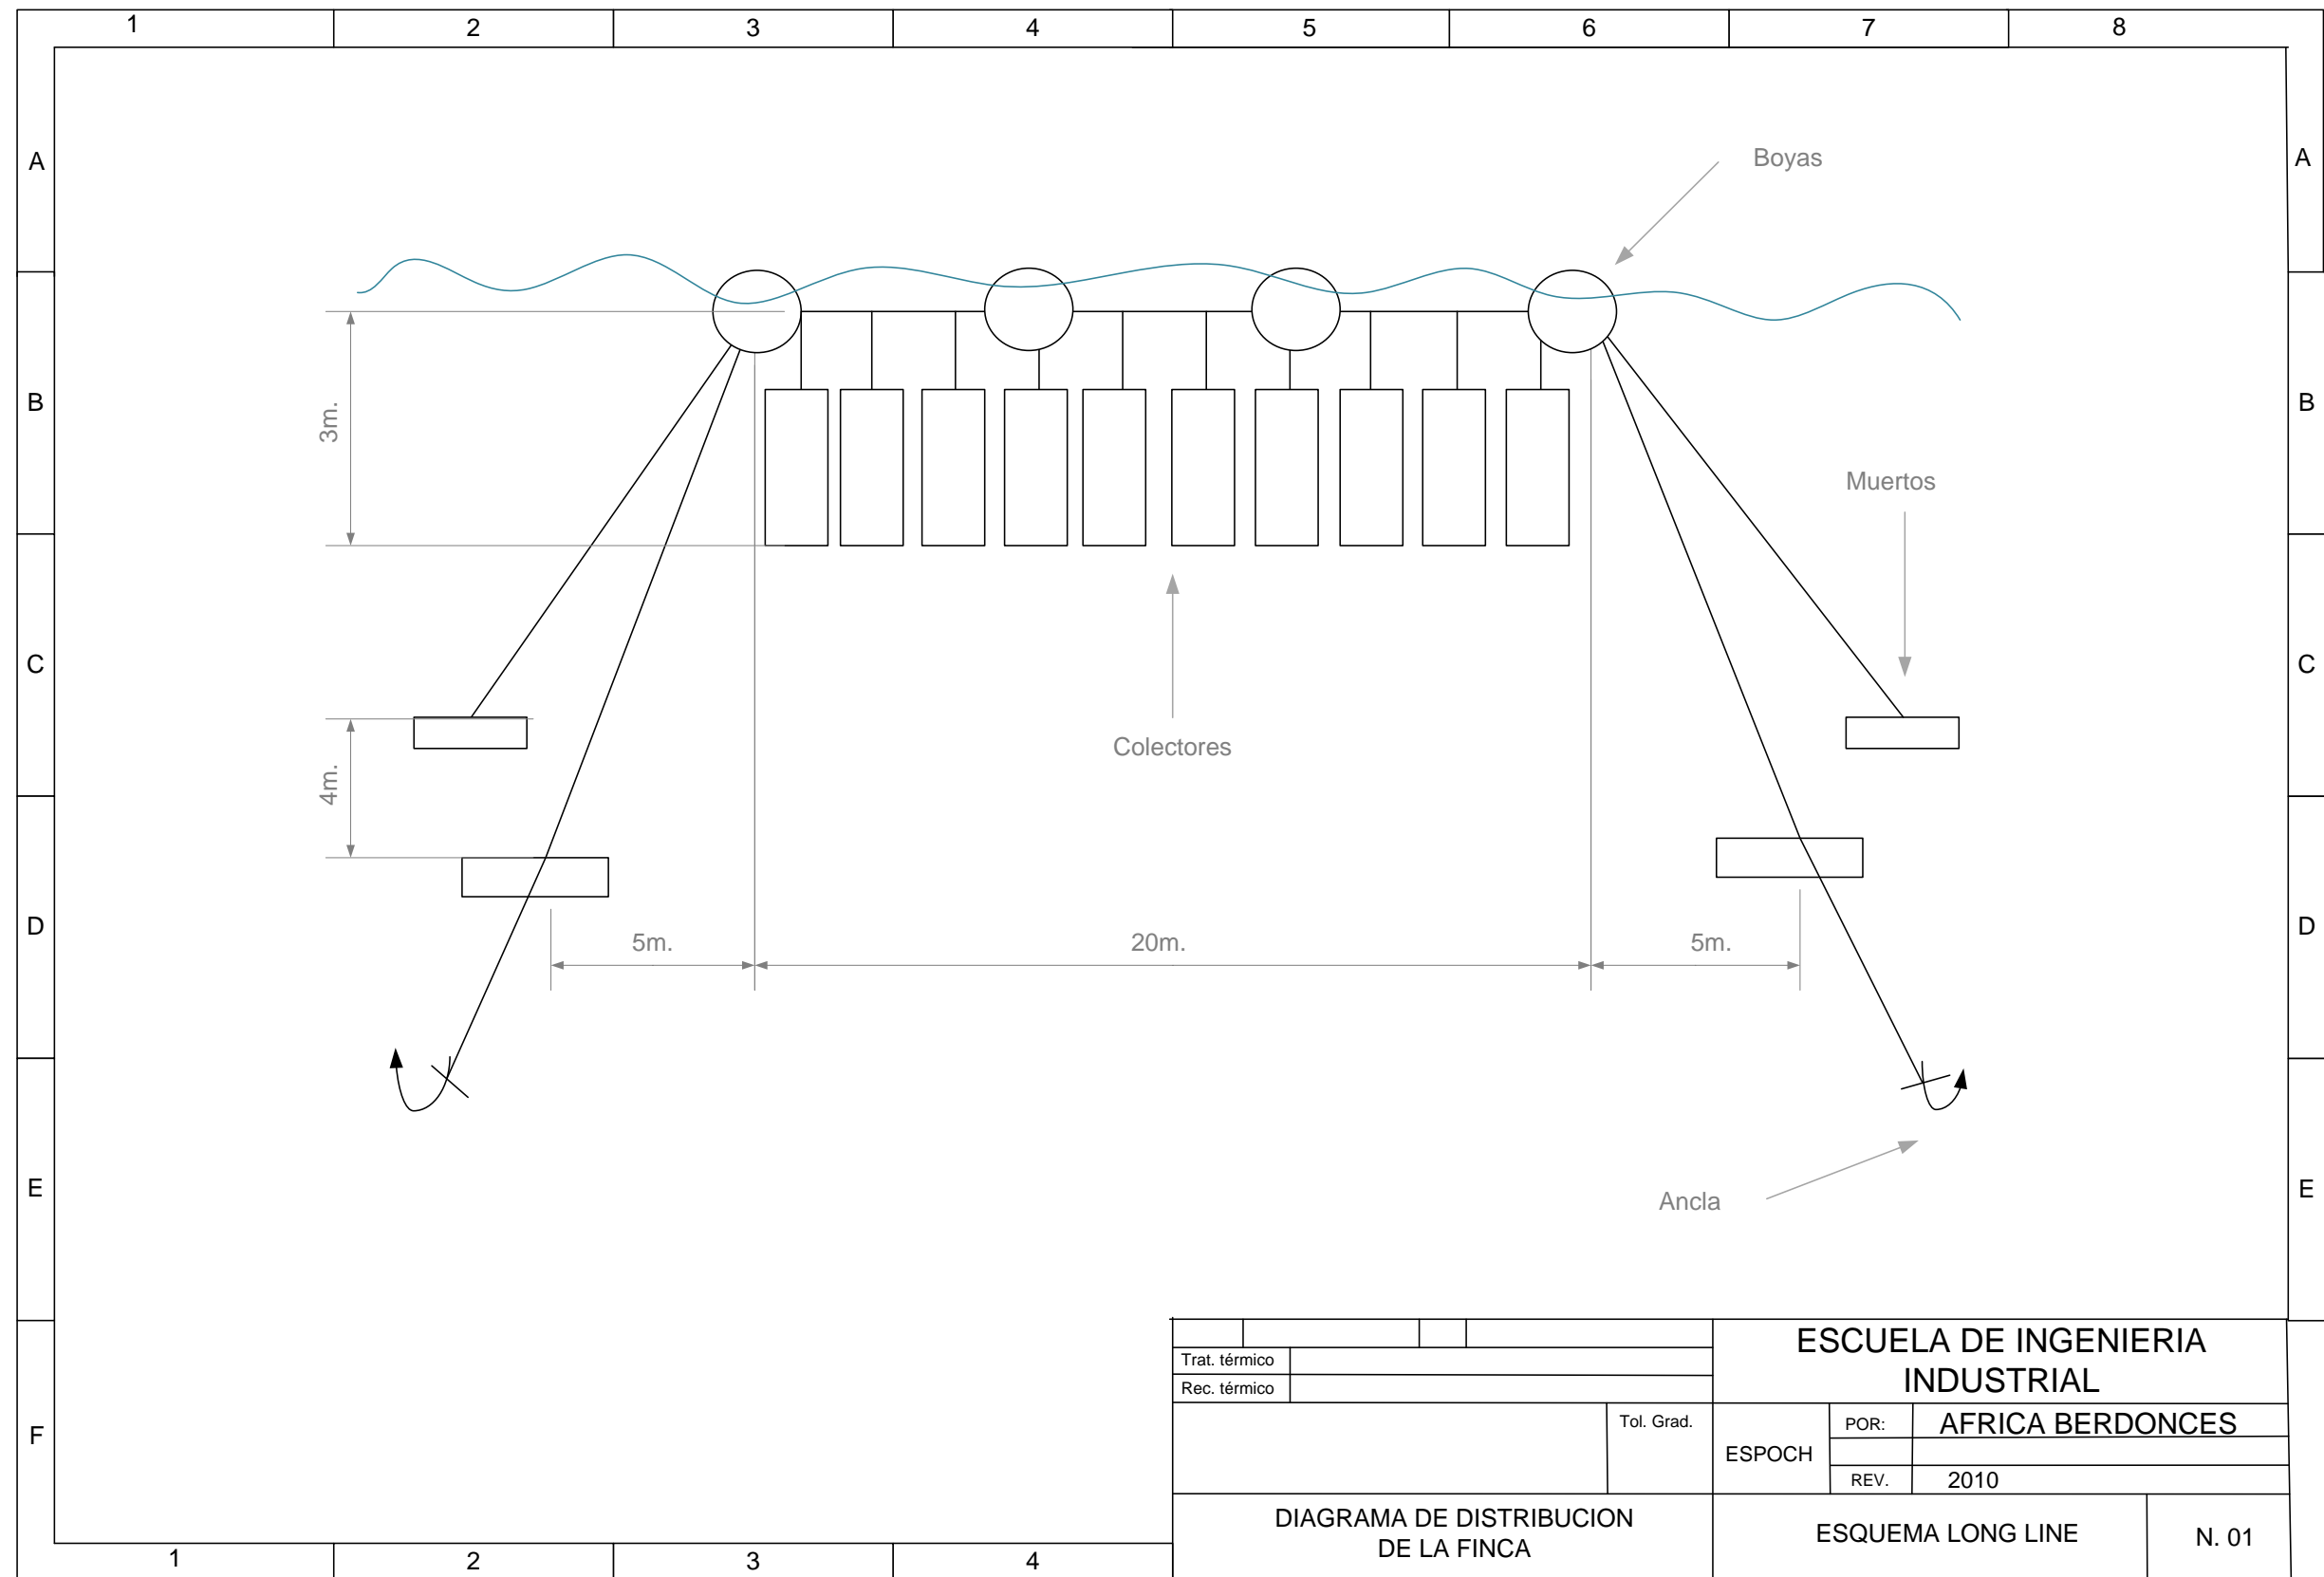 1 2 3 4 5 6 7 8
A A
Boyas
B B
3m.
Muertos
C C
Colectores
4m.
D D
5m. 20m. 5m.
E E
Ancla
F
Trat. térmico
Rec. térmico
Tol. Grad.
ESCUELA DE INGENIERIA
INDUSTRIAL
ESPOCH
POR: AFRICA BERDONCES
REV. 2010
DIAGRAMA DE DISTRIBUCION
DE LA FINCA
ESQUEMA LONG LINE
N. 01
1 2 3 4